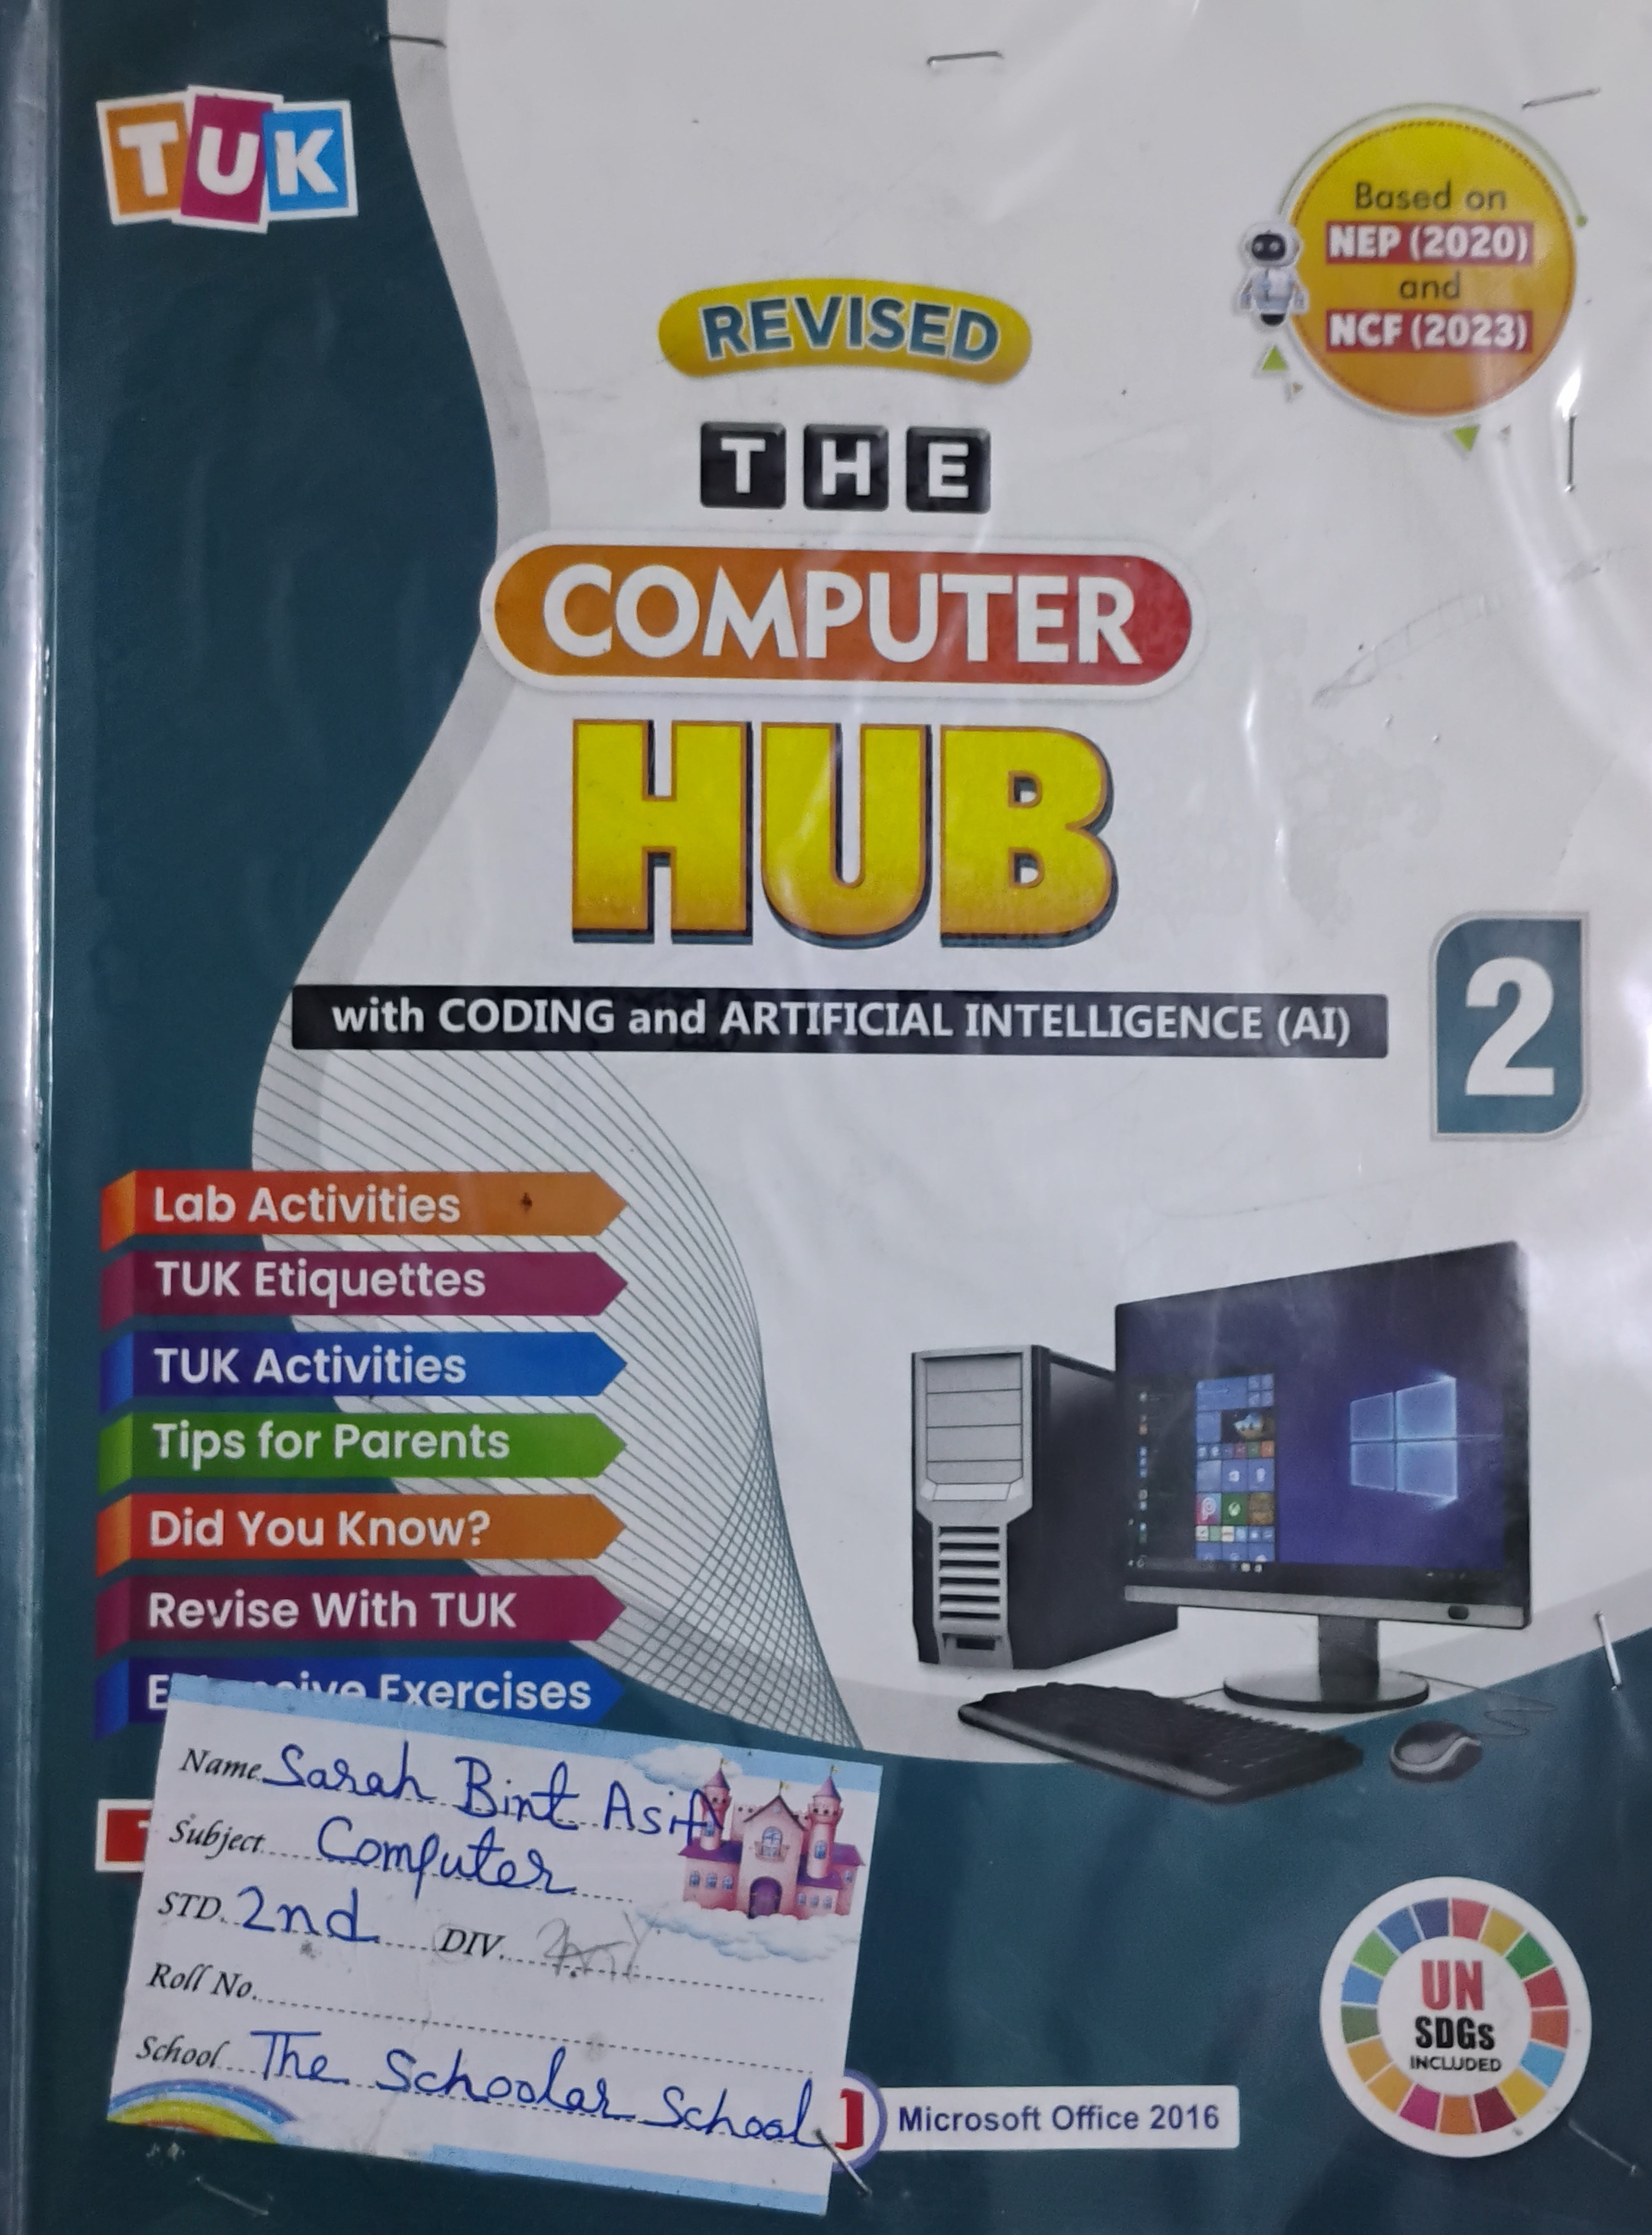 TUK
Based on
NEP (2020)
and
NCF (2023)
REVISED
THE
COMPUTER
HUB
with CODING and ARTIFICIAL INTELLIGENCE (AI)
2
Lab Activities
TUK Etiquettes
TUK Activities
Tips for Parents
Did You Know?
Revise With TUK
Exercises
Name Sarah Bint Asif
Subject Computer
STD. 2nd DIV.
Roll No.
School The Schoolar School
UN
SDGs
INCLUDED
Microsoft Office 2016